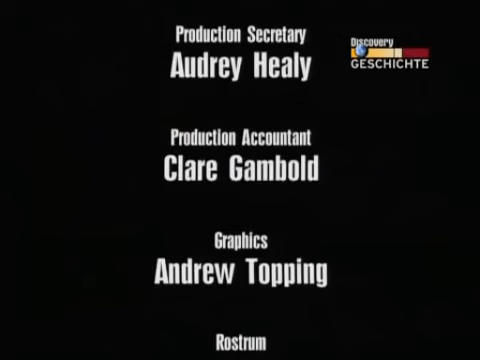 Production Secretary
Audrey Healy
Discovery
GESCHICHTE
Production Accountant
Clare Gambold
Graphics
Andrew Topping
Rostrum